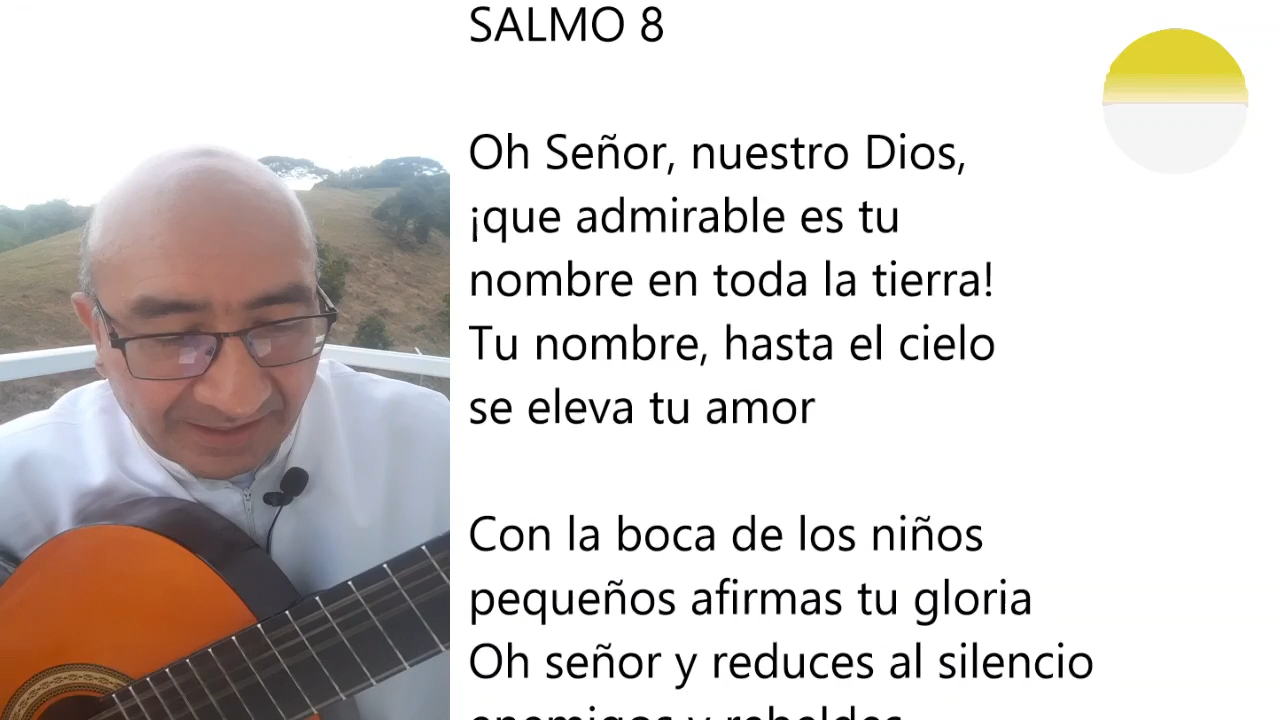 SALMO 8
Oh Señor, nuestro Dios,
¡que admirable es tu
nombre en toda la tierra!
Tu nombre, hasta el cielo
se eleva tu amor
Con la boca de los niños
pequeños afirmas tu gloria
Oh señor y reduces al silencio
enemigos y rebeldes